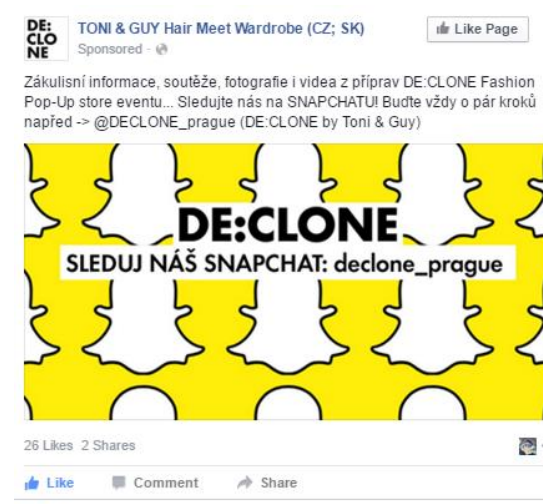 DE:
CLO
NE
TONI & GUY Hair Meet Wardrobe (CZ; SK)
Sponsored ·
Like Page
Zákulisní informace, soutěže, fotografie i videa z příprav DE:CLONE Fashion
Pop-Up store eventu... Sledujte nás na SNAPCHATU! Buďte vždy o pár kroků
napřed -> @DECLONE_prague (DE:CLONE by Toni & Guy)
DE:CLONE
SLEDUJ NÁŠ SNAPCHAT: declone_prague
26 Likes 2 Shares
Like Comment Share